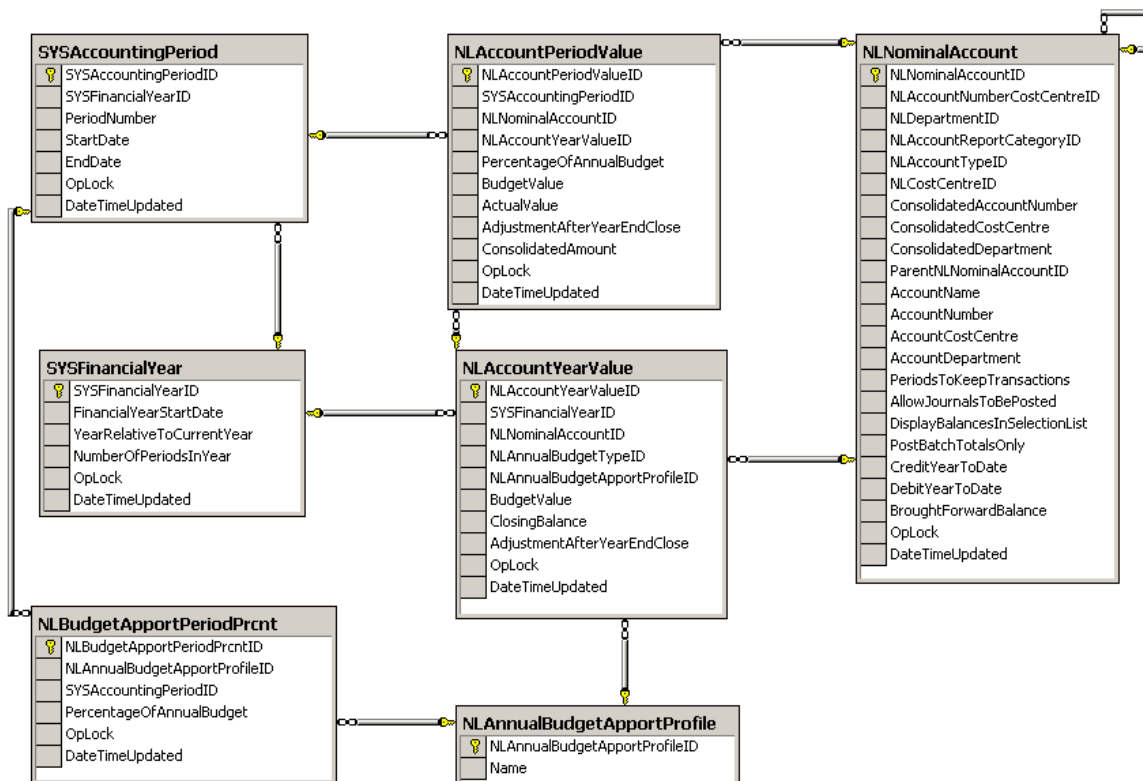 SYSAccountingPeriod
SYSAccountingPeriodID
SYSFinancialYearID
PeriodNumber
StartDate
EndDate
OpLock
DateTimeUpdated
NLAccountPeriodValue
NLAccountPeriodValueID
SYSAccountingPeriodID
NLNominalAccountID
NLAccountYearValueID
PercentageOfAnnualBudget
BudgetValue
ActualValue
AdjustmentAfterYearEndClose
ConsolidatedAmount
OpLock
DateTimeUpdated
NLNominalAccount
NLNominalAccountID
NLAccountNumberCostCentreID
NLDepartmentID
NLAccountReportCategoryID
NLAccountTypeID
NLCostCentreID
ConsolidatedAccountNumber
ConsolidatedCostCentre
ConsolidatedDepartment
ParentNLNominalAccountID
AccountName
AccountNumber
AccountCostCentre
AccountDepartment
PeriodsToKeepTransactions
AllowJournalsToBePosted
DisplayBalancesInSelectionList
PostBatchTotalsOnly
CreditYearToDate
DebitYearToDate
BroughtForwardBalance
OpLock
DateTimeUpdated
SYSFinancialYear
SYSFinancialYearID
FinancialYearStartDate
YearRelativeToCurrentYear
NumberOfPeriodsInYear
OpLock
DateTimeUpdated
NLAccountYearValue
NLAccountYearValueID
SYSFinancialYearID
NLNominalAccountID
NLAnnualBudgetTypeID
NLAnnualBudgetApportProfileID
BudgetValue
ClosingBalance
AdjustmentAfterYearEndClose
OpLock
DateTimeUpdated
NLBudgetApportPeriodPrcnt
NLBudgetApportPeriodPrcntID
NLAnnualBudgetApportProfileID
SYSAccountingPeriodID
PercentageOfAnnualBudget
OpLock
DateTimeUpdated
NLAnnualBudgetApportProfile
NLAnnualBudgetApportProfileID
Name